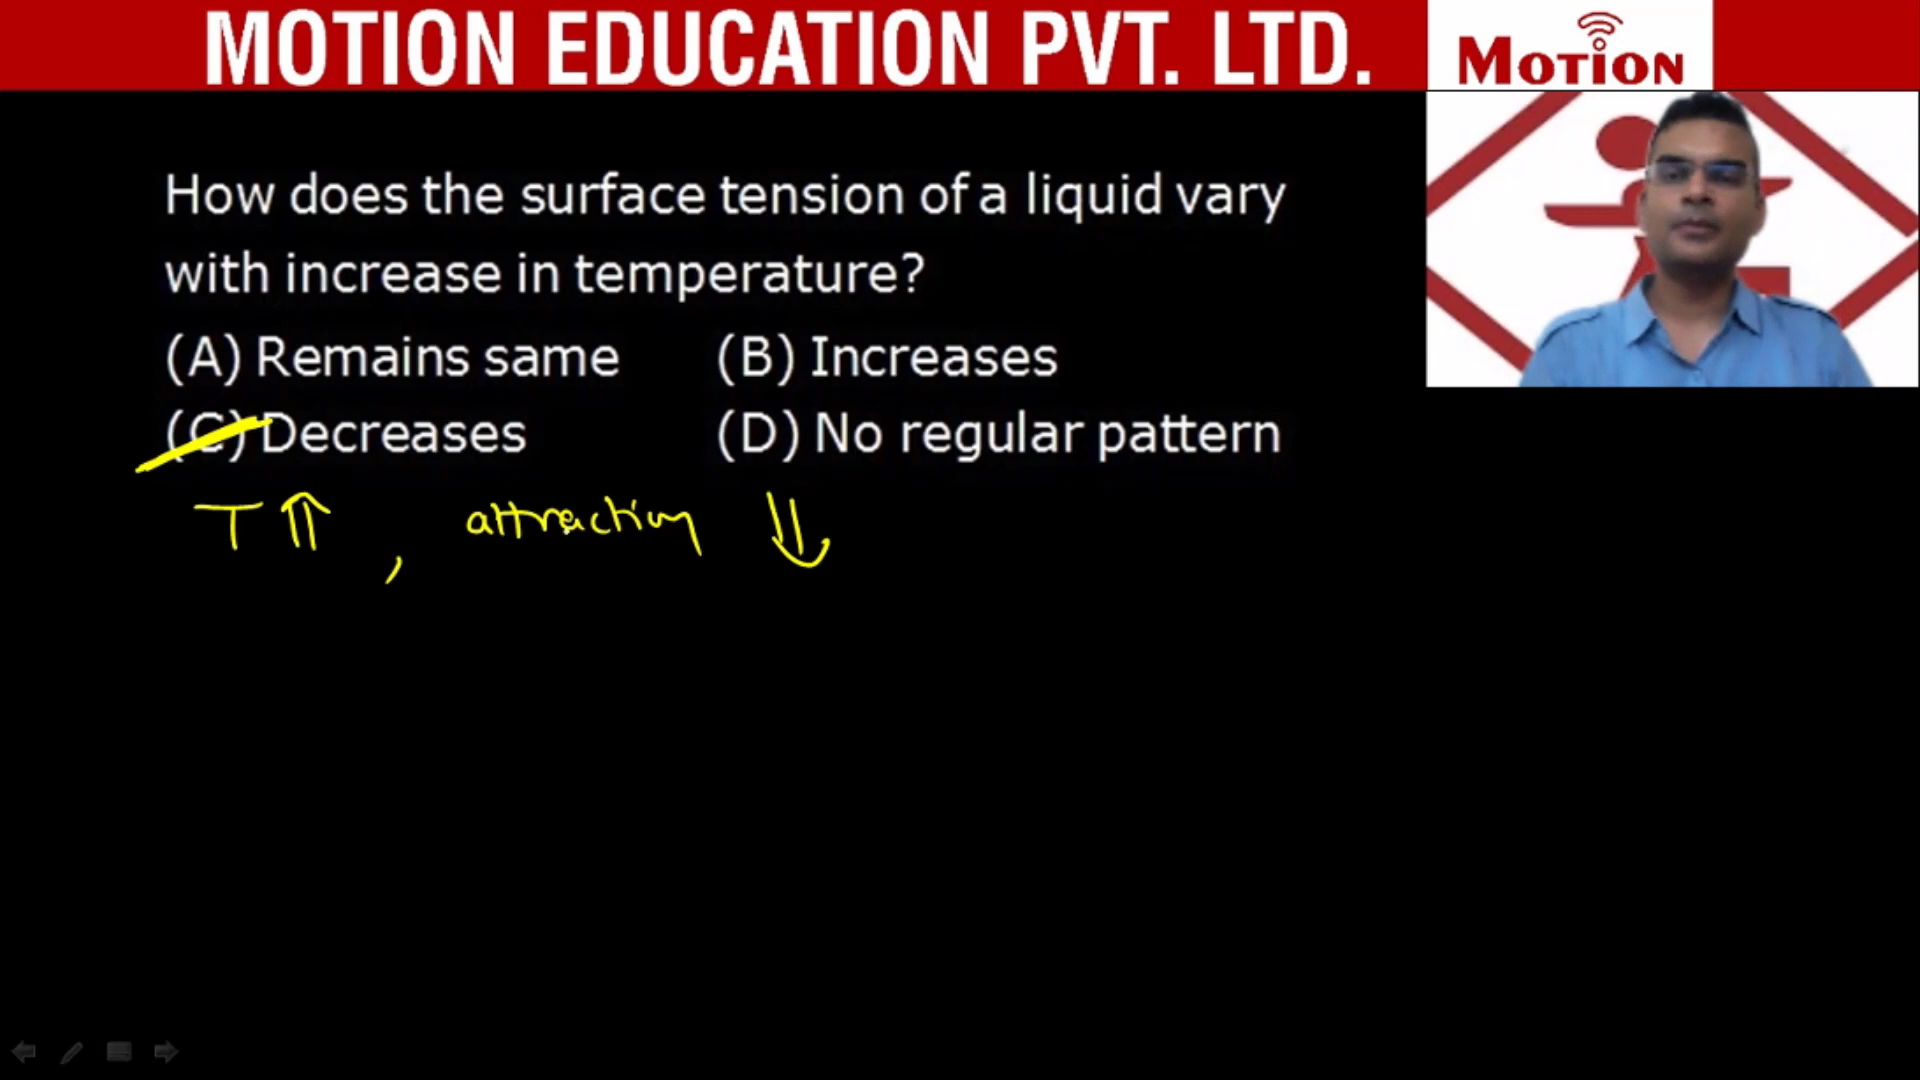 MOTION EDUCATION PVT. LTD.
MOTION
How does the surface tension of a liquid vary
with increase in temperature?
(A) Remains same (B) Increases
(C) Decreases (D) No regular pattern
T ⇑ , attraction ⇓